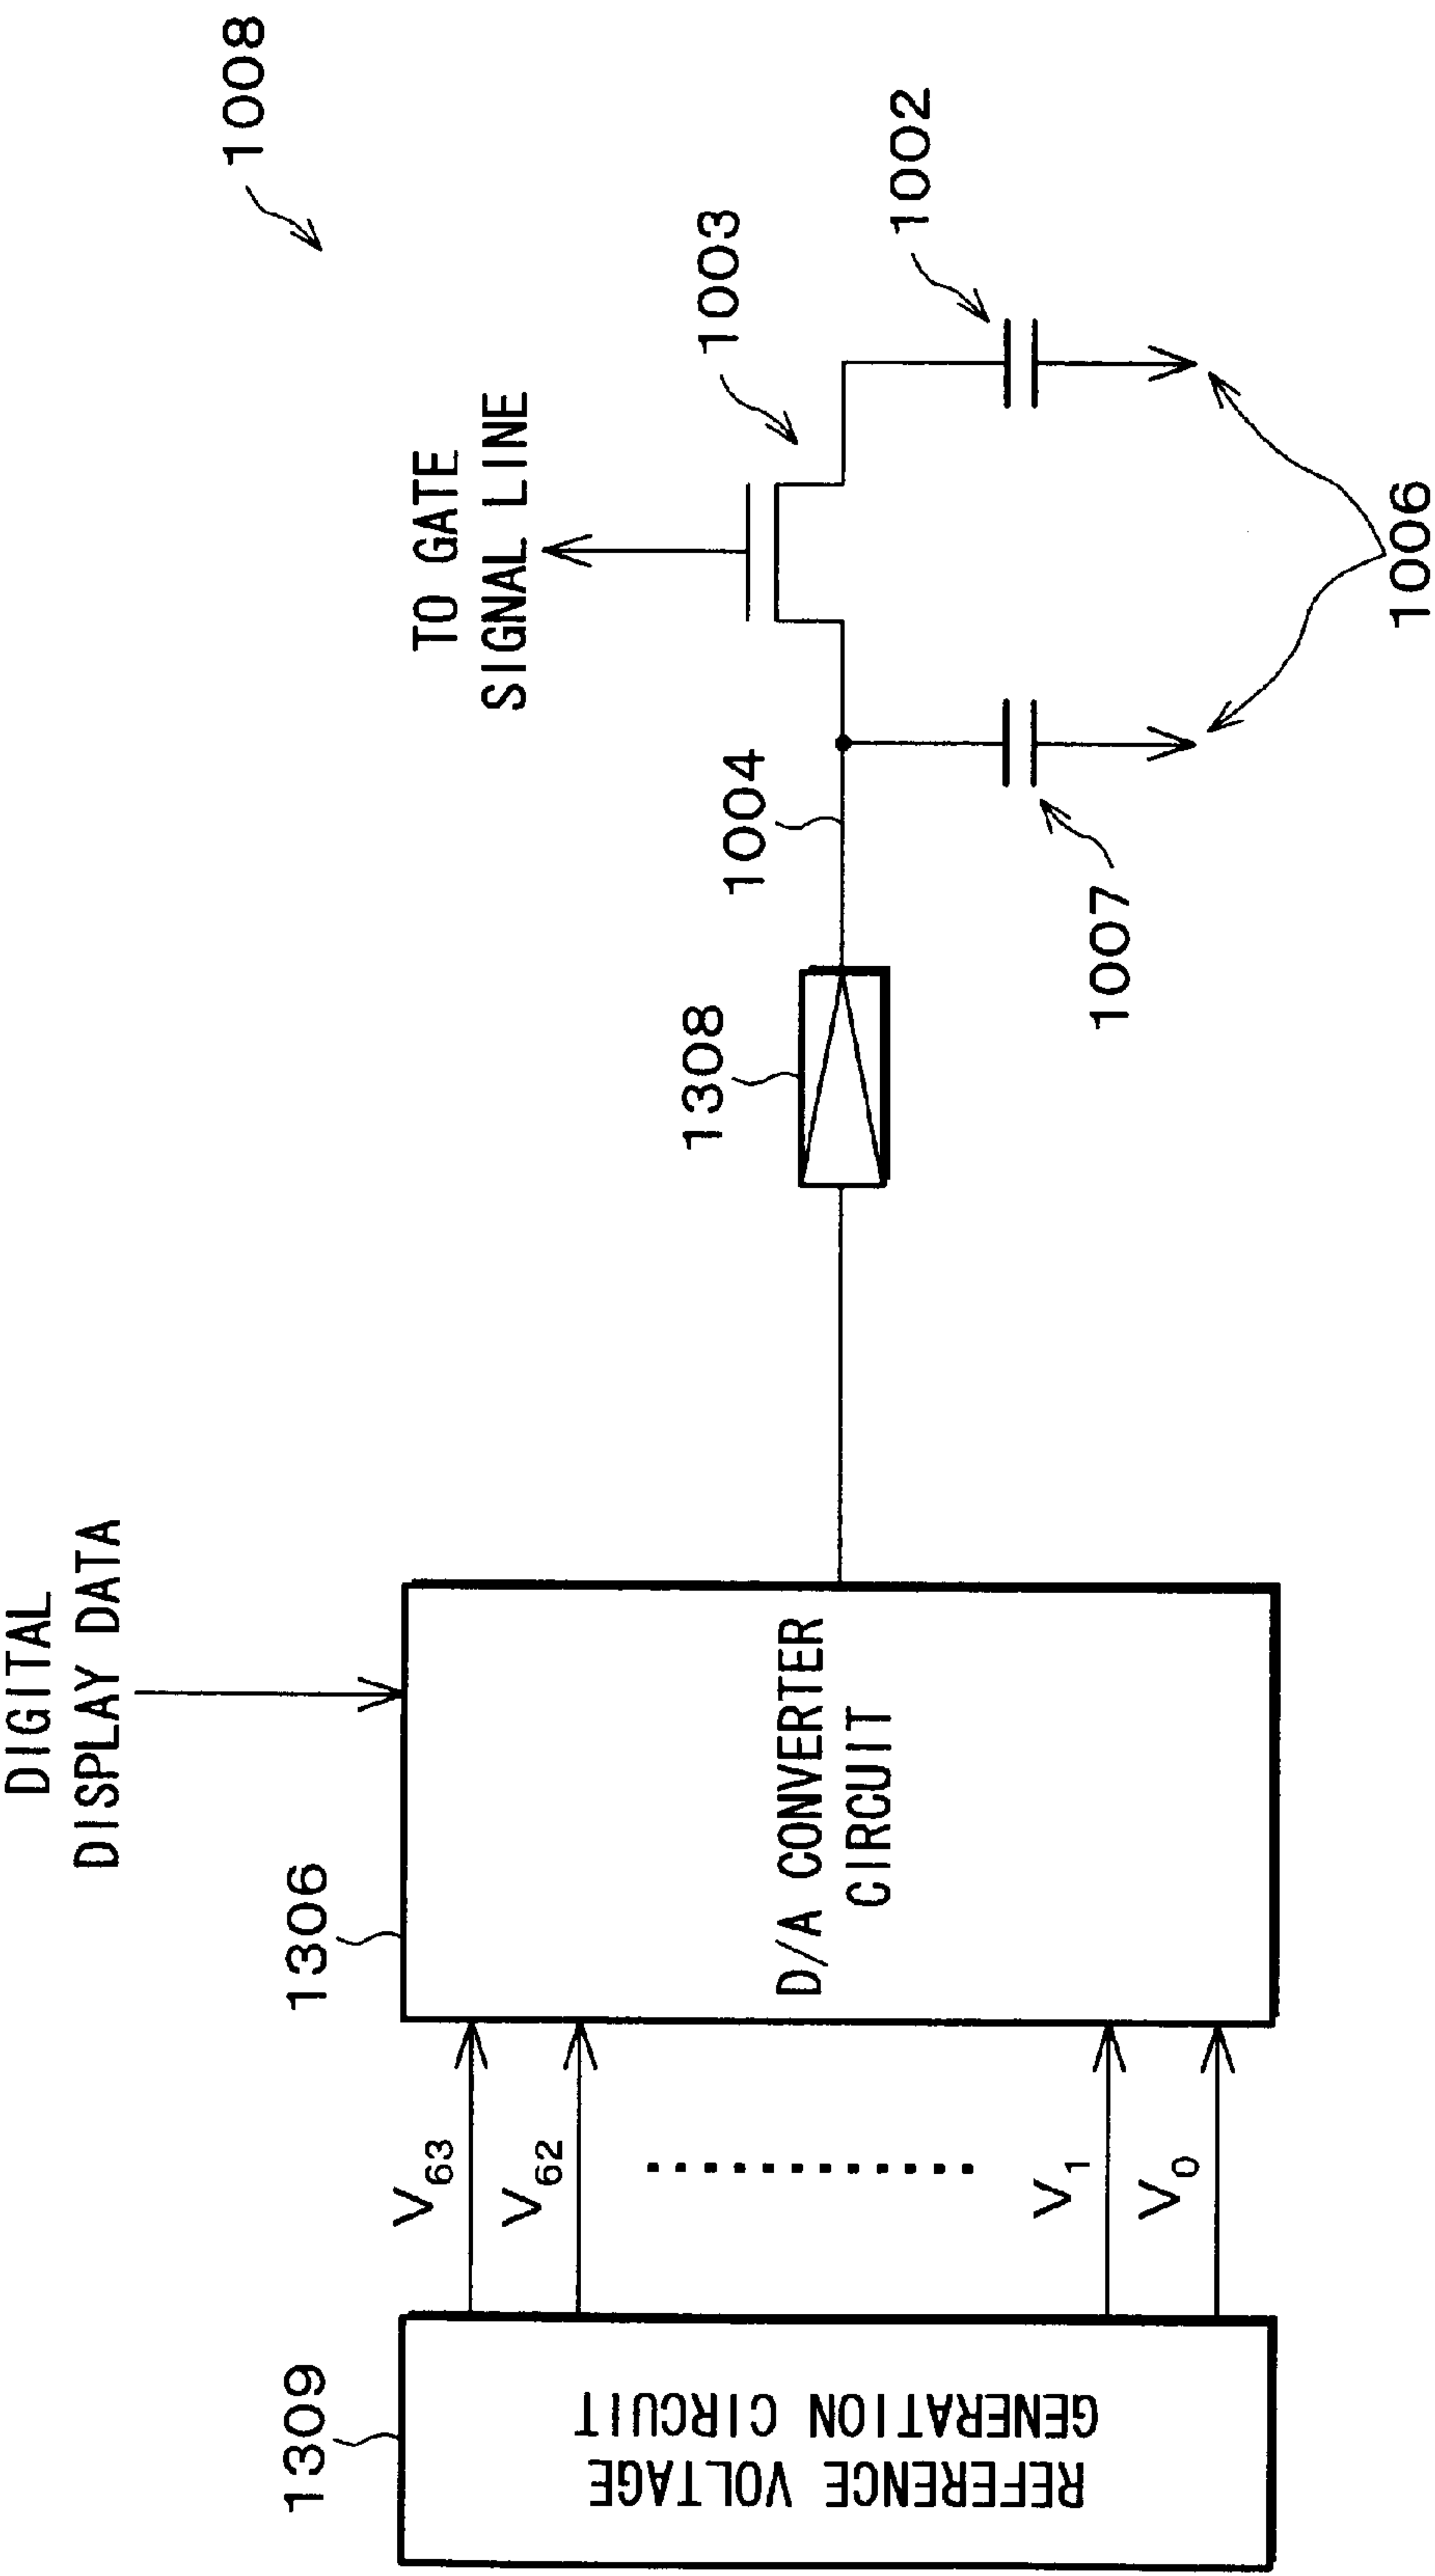 1008
DIGITAL
DISPLAY DATA
TO GATE
SIGNAL LINE
1309
1306
1308
1004
1003
1002
V63
V62
V1
V0
REFERENCE VOLTAGE
GENERATION CIRCUIT
D/A CONVERTER
CIRCUIT
1007
1006